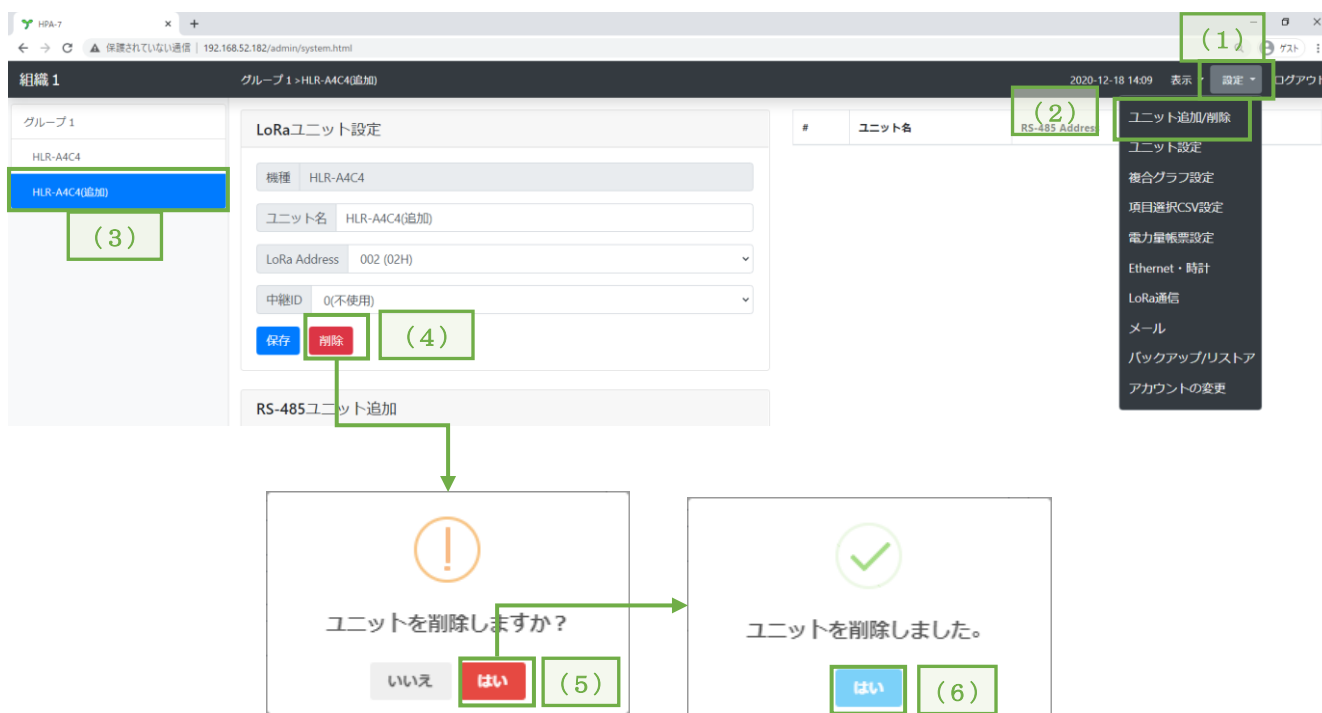 HPA-7
保護されていない通信 192.168.52.182/admin/system.html
ゲスト
(1)
組織 1
グループ 1 >HLR-A4C4(追加)
2020-12-18 14:09 表示 設定 ログアウト
グループ 1
HLR-A4C4
HLR-A4C4(追加)
(3)
LoRaユニット設定
機種 HLR-A4C4
ユニット名 HLR-A4C4(追加)
LoRa Address 002 (02H)
中継ID 0(不使用)
保存 削除
(4)
RS-485ユニット追加
# ユニット名 RS-485 Address
(2)
ユニット追加/削除
ユニット設定
複合グラフ設定
項目選択CSV設定
電力量帳票設定
Ethernet・時計
LoRa通信
メール
バックアップ/リストア
アカウントの変更
ユニットを削除しますか？
いいえ はい
(5)
ユニットを削除しました。
はい
(6)